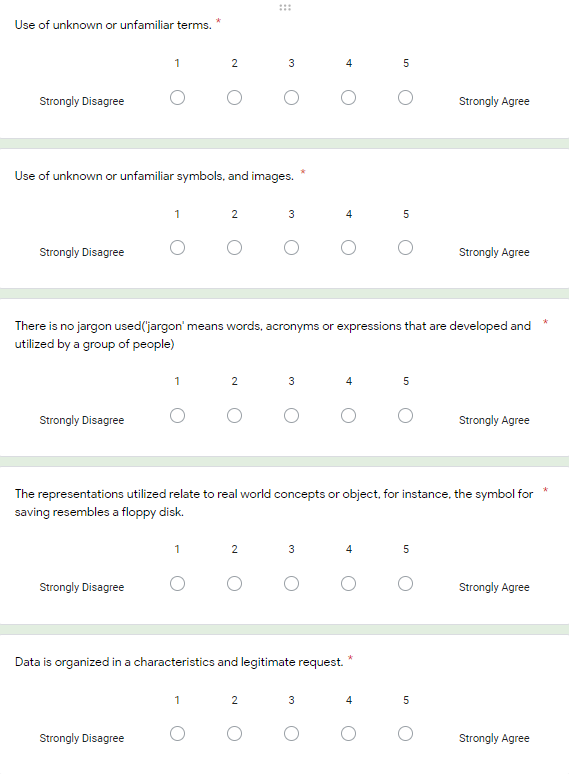 Use of unknown or unfamiliar terms. *
1 2 3 4 5
Strongly Disagree Strongly Agree
Use of unknown or unfamiliar symbols, and images. *
1 2 3 4 5
Strongly Disagree Strongly Agree
There is no jargon used('jargon' means words, acronyms or expressions that are developed and *
utilized by a group of people)
1 2 3 4 5
Strongly Disagree Strongly Agree
The representations utilized relate to real world concepts or object, for instance, the symbol for *
saving resembles a floppy disk.
1 2 3 4 5
Strongly Disagree Strongly Agree
Data is organized in a characteristics and legitimate request. *
1 2 3 4 5
Strongly Disagree Strongly Agree